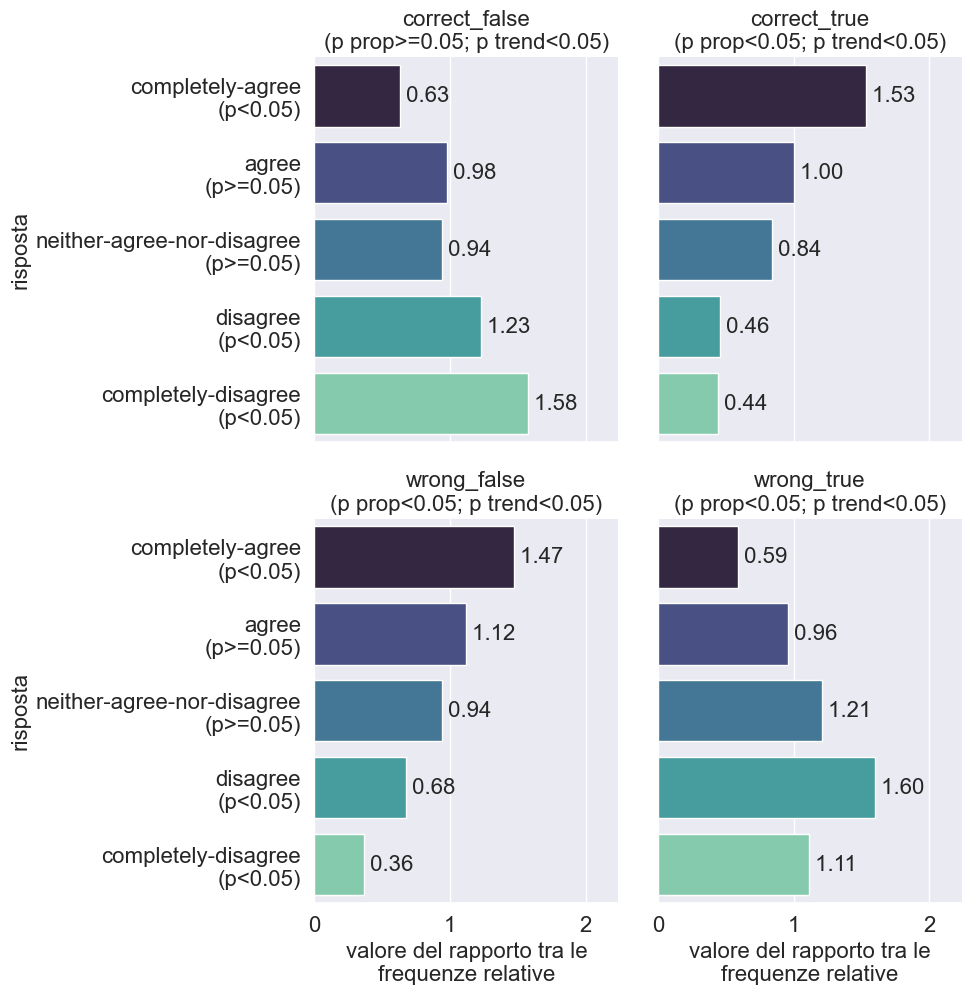 correct_false
(p prop>=0.05; p trend<0.05)
correct_true
(p prop<0.05; p trend<0.05)
risposta
completely-agree
(p<0.05)
0.63
1.53
agree
(p>=0.05)
0.98
1.00
neither-agree-nor-disagree
(p>=0.05)
0.94
0.84
disagree
(p<0.05)
1.23
0.46
completely-disagree
(p<0.05)
1.58
0.44
wrong_false
(p prop<0.05; p trend<0.05)
wrong_true
(p prop<0.05; p trend<0.05)
risposta
completely-agree
(p<0.05)
1.47
0.59
agree
(p>=0.05)
1.12
0.96
neither-agree-nor-disagree
(p>=0.05)
0.94
1.21
disagree
(p<0.05)
0.68
1.60
completely-disagree
(p<0.05)
0.36
1.11
0 1 2
valore del rapporto tra le
frequenze relative
0 1 2
valore del rapporto tra le
frequenze relative